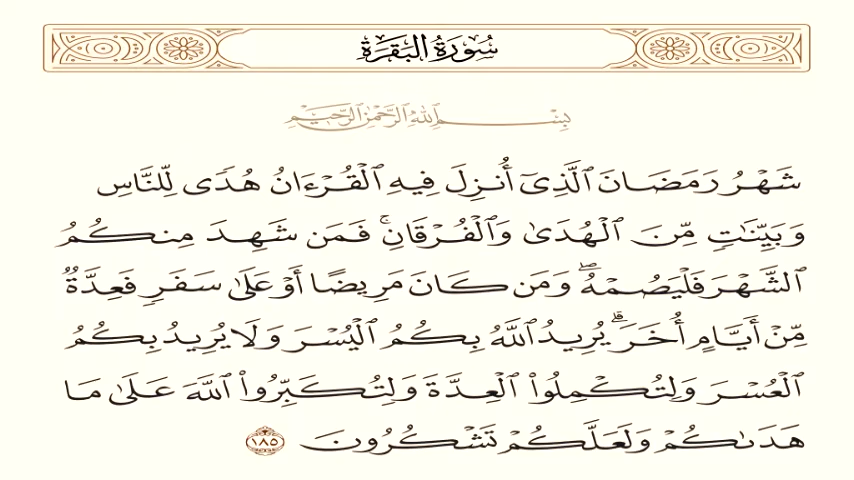 سُورَةُ البَقَرَةِ
بِسْمِ ٱللَّهِ ٱلرَّحْمَٰنِ ٱلرَّحِيمِ
شَهْرُ رَمَضَانَ ٱلَّذِىٓ أُنزِلَ فِيهِ ٱلْقُرْءَانُ هُدًى لِّلنَّاسِ
وَبَيِّنَٰتٍ مِّنَ ٱلْهُدَىٰ وَٱلْفُرْقَانِ ۚ فَمَن شَهِدَ مِنكُمُ
ٱلشَّهْرَ فَلْيَصُمْهُ ۖ وَمَن كَانَ مَرِيضًا أَوْ عَلَىٰ سَفَرٍ فَعِدَّةٌ
مِّنْ أَيَّامٍ أُخَرَ ۗ يُرِيدُ ٱللَّهُ بِكُمُ ٱلْيُسْرَ وَلَا يُرِيدُ بِكُمُ
ٱلْعُسْرَ وَلِتُكْمِلُوا۟ ٱلْعِدَّةَ وَلِتُكَبِّرُوا۟ ٱللَّهَ عَلَىٰ مَا
هَدَىٰكُمْ وَلَعَلَّكُمْ تَشْكُرُونَ ١٨٥